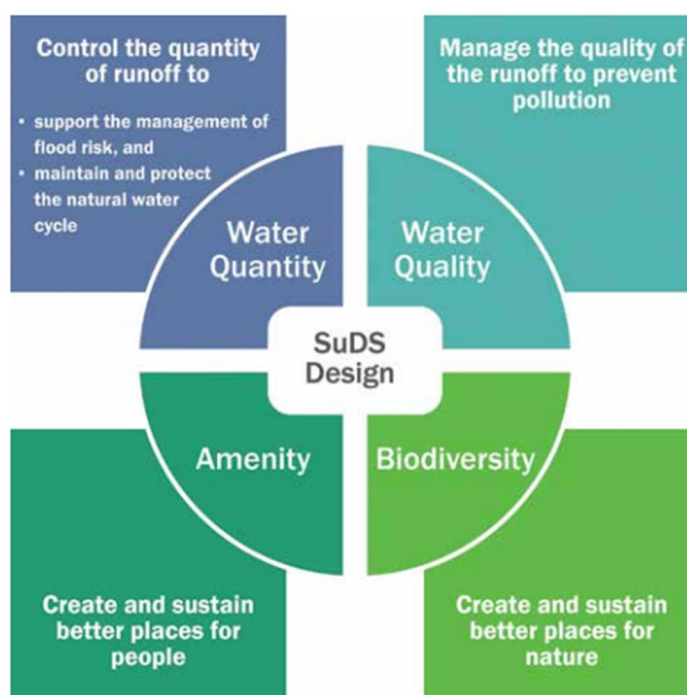 Control the quantity
of runoff to
• support the management of
flood risk, and
• maintain and protect
the natural water
cycle
Manage the quality of
the runoff to prevent
pollution
Water
Quantity
Water
Quality
SuDS
Design
Amenity
Biodiversity
Create and sustain
better places for
people
Create and sustain
better places for
nature